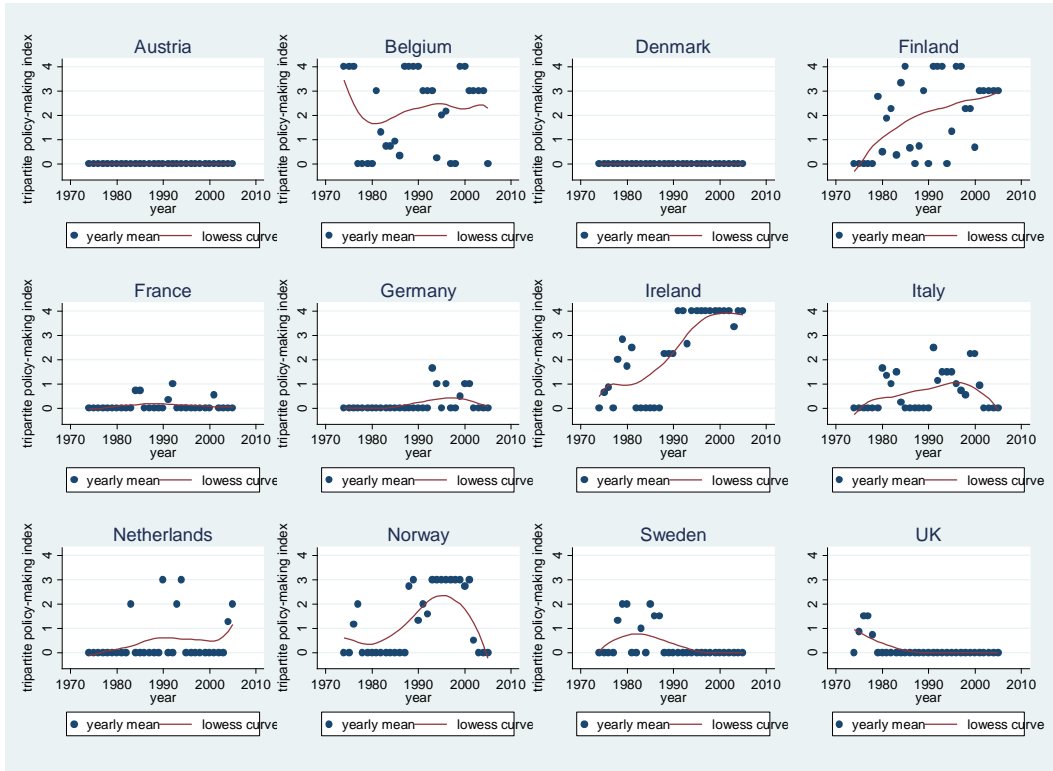 Austria
tripartite policy-making index
4
3
2
1
0
1970 1980 1990 2000 2010
year
yearly mean lowess curve
Belgium
tripartite policy-making index
4
3
2
1
0
1970 1980 1990 2000 2010
year
yearly mean lowess curve
Denmark
tripartite policy-making index
4
3
2
1
0
1970 1980 1990 2000 2010
year
yearly mean lowess curve
Finland
tripartite policy-making index
4
3
2
1
0
1970 1980 1990 2000 2010
year
yearly mean lowess curve
France
tripartite policy-making index
4
3
2
1
0
1970 1980 1990 2000 2010
year
yearly mean lowess curve
Germany
tripartite policy-making index
4
3
2
1
0
1970 1980 1990 2000 2010
year
yearly mean lowess curve
Ireland
tripartite policy-making index
4
3
2
1
0
1970 1980 1990 2000 2010
year
yearly mean lowess curve
Italy
tripartite policy-making index
4
3
2
1
0
1970 1980 1990 2000 2010
year
yearly mean lowess curve
Netherlands
tripartite policy-making index
4
3
2
1
0
1970 1980 1990 2000 2010
year
yearly mean lowess curve
Norway
tripartite policy-making index
4
3
2
1
0
1970 1980 1990 2000 2010
year
yearly mean lowess curve
Sweden
tripartite policy-making index
4
3
2
1
0
1970 1980 1990 2000 2010
year
yearly mean lowess curve
UK
tripartite policy-making index
4
3
2
1
0
1970 1980 1990 2000 2010
year
yearly mean lowess curve